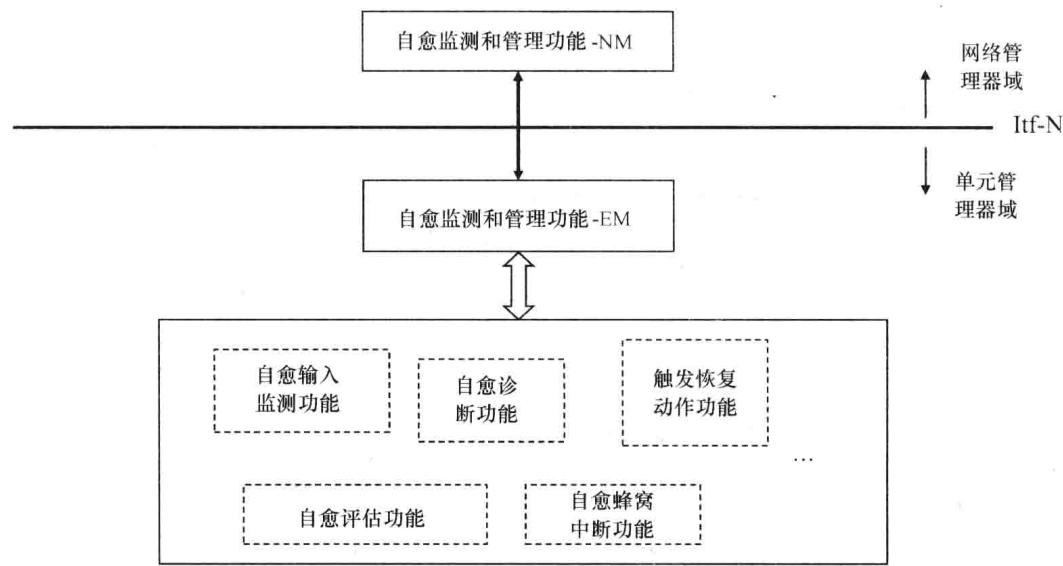 自愈监测和管理功能-NM
网络管
理器域
Itf-N
自愈监测和管理功能-EM
单元管
理器域
自愈输入
监测功能
自愈诊
断功能
触发恢复
动作功能
…
自愈评估功能
自愈蜂窝
中断功能